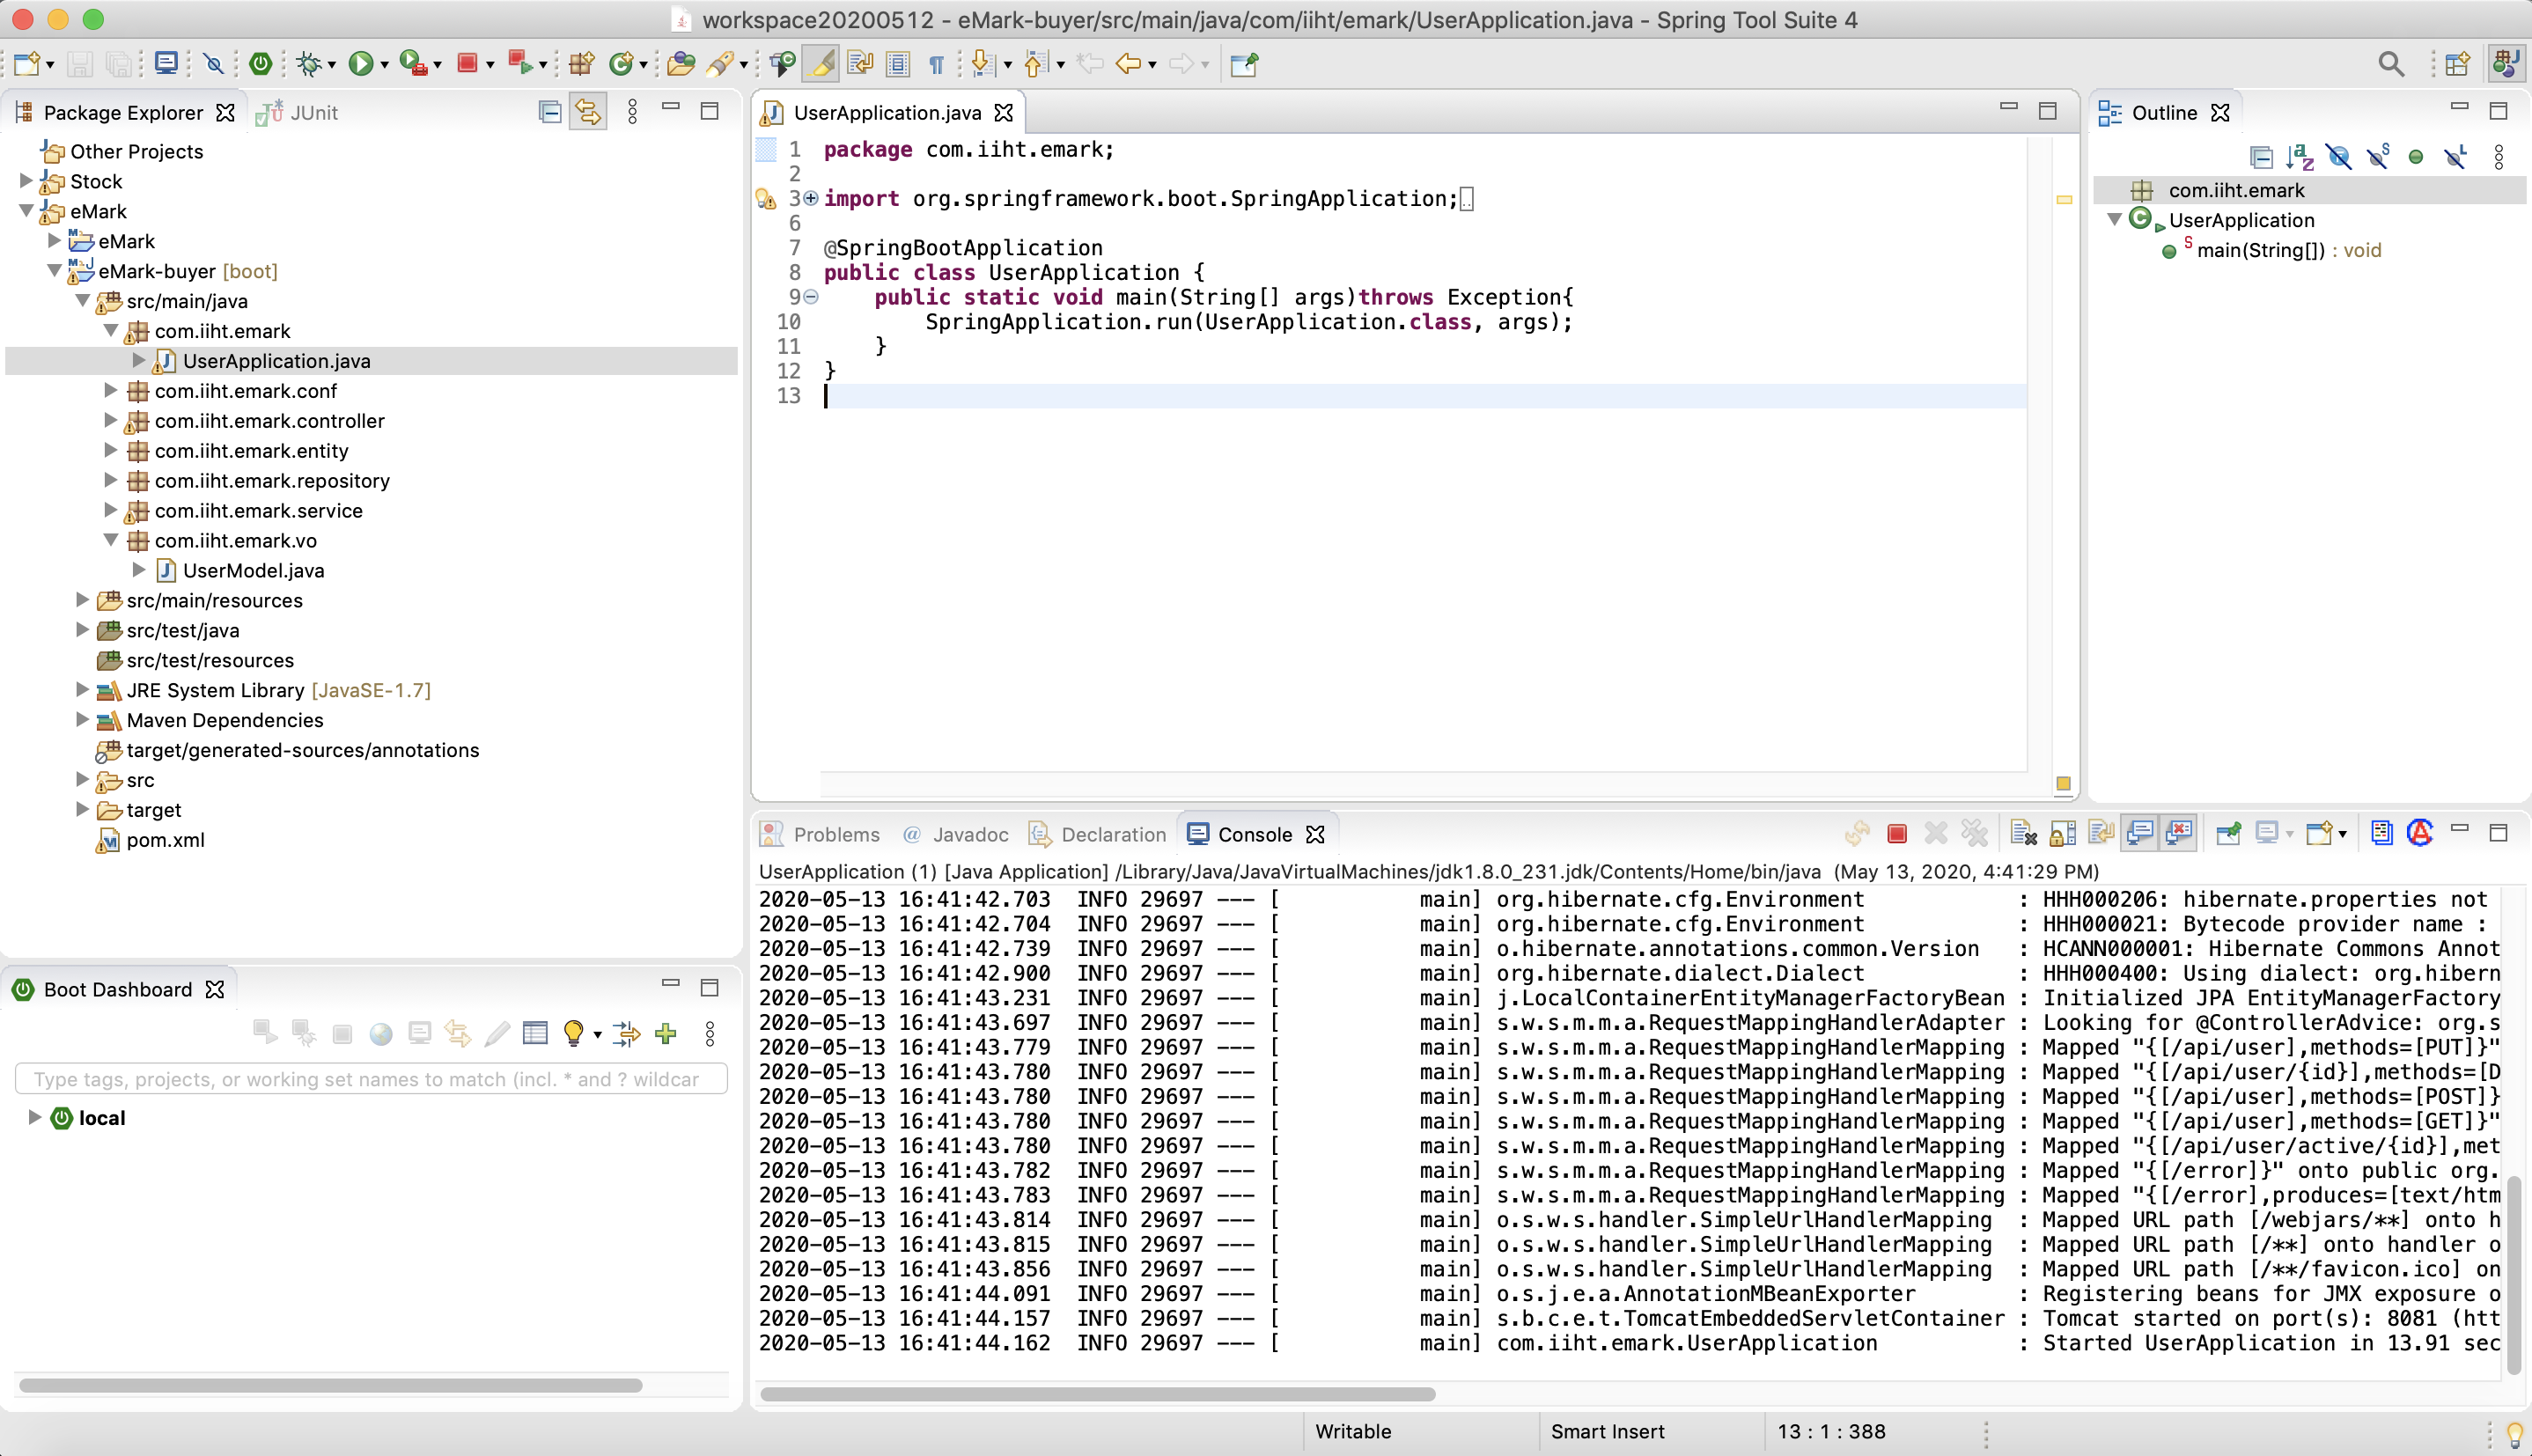 workspace20200512 - eMark-buyer/src/main/java/com/iiht/emark/UserApplication.java - Spring Tool Suite 4
Package Explorer
JUnit
Other Projects
Stock
eMark
eMark
eMark-buyer [boot]
src/main/java
com.iiht.emark
UserApplication.java
com.iiht.emark.conf
com.iiht.emark.controller
com.iiht.emark.entity
com.iiht.emark.repository
com.iiht.emark.service
com.iiht.emark.vo
UserModel.java
src/main/resources
src/test/java
src/test/resources
JRE System Library [JavaSE-1.7]
Maven Dependencies
target/generated-sources/annotations
src
target
pom.xml
Boot Dashboard
Type tags, projects, or working set names to match (incl. * and ? wildcar
local
UserApplication.java
1 package com.iiht.emark;
2
3 import org.springframework.boot.SpringApplication;
6
7 @SpringBootApplication
8 public class UserApplication {
9 public static void main(String[] args)throws Exception{
10 SpringApplication.run(UserApplication.class, args);
11 }
12 }
13
Outline
com.iiht.emark
UserApplication
main(String[]) : void
Problems @ Javadoc Declaration Console
UserApplication (1) [Java Application] /Library/Java/JavaVirtualMachines/jdk1.8.0_231.jdk/Contents/Home/bin/java (May 13, 2020, 4:41:29 PM)
2020-05-13 16:41:42.703 INFO 29697 --- [ main] org.hibernate.cfg.Environment : HHH000206: hibernate.properties not
2020-05-13 16:41:42.704 INFO 29697 --- [ main] org.hibernate.cfg.Environment : HHH000021: Bytecode provider name :
2020-05-13 16:41:42.739 INFO 29697 --- [ main] o.hibernate.annotations.common.Version : HCANN000001: Hibernate Commons Annot
2020-05-13 16:41:42.900 INFO 29697 --- [ main] org.hibernate.dialect.Dialect : HHH000400: Using dialect: org.hibern
2020-05-13 16:41:43.231 INFO 29697 --- [ main] j.LocalContainerEntityManagerFactoryBean : Initialized JPA EntityManagerFactory
2020-05-13 16:41:43.697 INFO 29697 --- [ main] s.w.s.m.m.a.RequestMappingHandlerAdapter : Looking for @ControllerAdvice: org.s
2020-05-13 16:41:43.779 INFO 29697 --- [ main] s.w.s.m.m.a.RequestMappingHandlerMapping : Mapped "{[/api/user],methods=[PUT]}"
2020-05-13 16:41:43.780 INFO 29697 --- [ main] s.w.s.m.m.a.RequestMappingHandlerMapping : Mapped "{[/api/user/{id}],methods=[D
2020-05-13 16:41:43.780 INFO 29697 --- [ main] s.w.s.m.m.a.RequestMappingHandlerMapping : Mapped "{[/api/user],methods=[POST]}
2020-05-13 16:41:43.780 INFO 29697 --- [ main] s.w.s.m.m.a.RequestMappingHandlerMapping : Mapped "{[/api/user],methods=[GET]}"
2020-05-13 16:41:43.780 INFO 29697 --- [ main] s.w.s.m.m.a.RequestMappingHandlerMapping : Mapped "{[/api/user/active/{id}],met
2020-05-13 16:41:43.782 INFO 29697 --- [ main] s.w.s.m.m.a.RequestMappingHandlerMapping : Mapped "{[/error]}" onto public org.
2020-05-13 16:41:43.783 INFO 29697 --- [ main] s.w.s.m.m.a.RequestMappingHandlerMapping : Mapped "{[/error],produces=[text/htm
2020-05-13 16:41:43.814 INFO 29697 --- [ main] o.s.w.s.handler.SimpleUrlHandlerMapping : Mapped URL path [/webjars/**] onto h
2020-05-13 16:41:43.815 INFO 29697 --- [ main] o.s.w.s.handler.SimpleUrlHandlerMapping : Mapped URL path [/**] onto handler o
2020-05-13 16:41:43.856 INFO 29697 --- [ main] o.s.w.s.handler.SimpleUrlHandlerMapping : Mapped URL path [/**/favicon.ico] on
2020-05-13 16:41:44.091 INFO 29697 --- [ main] o.s.j.e.a.AnnotationMBeanExporter : Registering beans for JMX exposure o
2020-05-13 16:41:44.157 INFO 29697 --- [ main] s.b.c.e.t.TomcatEmbeddedServletContainer : Tomcat started on port(s): 8081 (htt
2020-05-13 16:41:44.162 INFO 29697 --- [ main] com.iiht.emark.UserApplication : Started UserApplication in 13.91 sec
Writable
Smart Insert
13 : 1 : 388